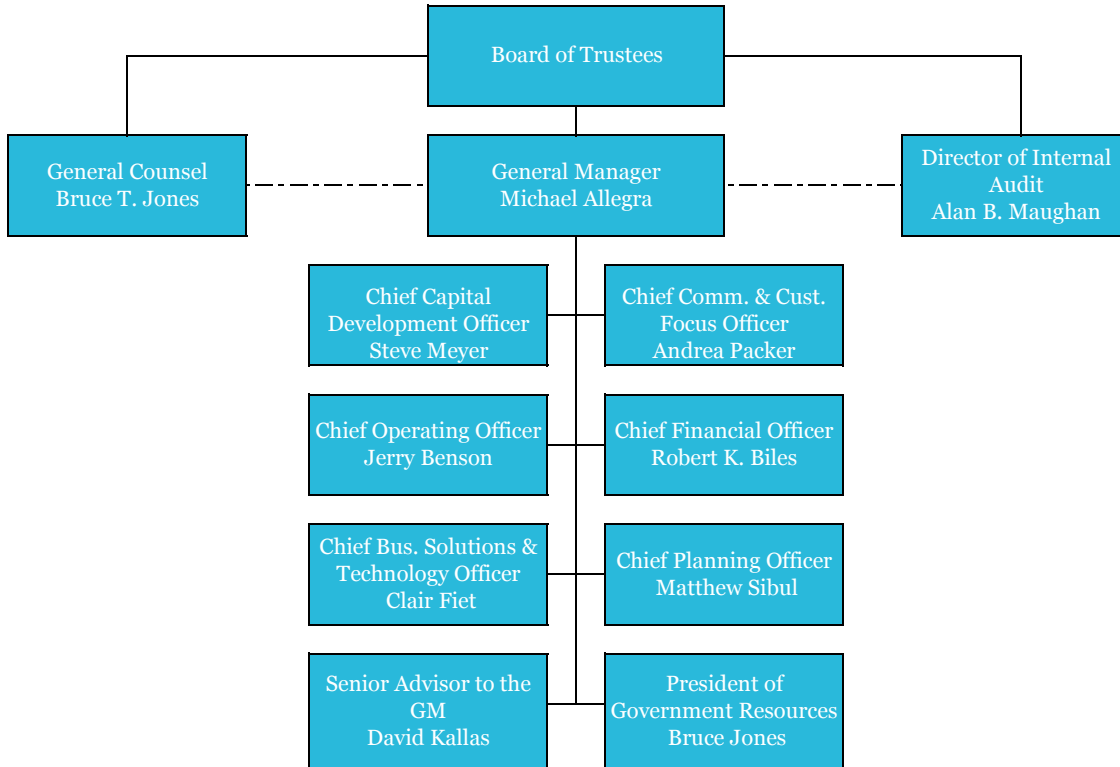 Board of Trustees
General Counsel
Bruce T. Jones
General Manager
Michael Allegra
Director of Internal
Audit
Alan B. Maughan
Chief Capital
Development Officer
Steve Meyer
Chief Comm. & Cust.
Focus Officer
Andrea Packer
Chief Operating Officer
Jerry Benson
Chief Financial Officer
Robert K. Biles
Chief Bus. Solutions &
Technology Officer
Clair Fiet
Chief Planning Officer
Matthew Sibul
Senior Advisor to the
GM
David Kallas
President of
Government Resources
Bruce Jones